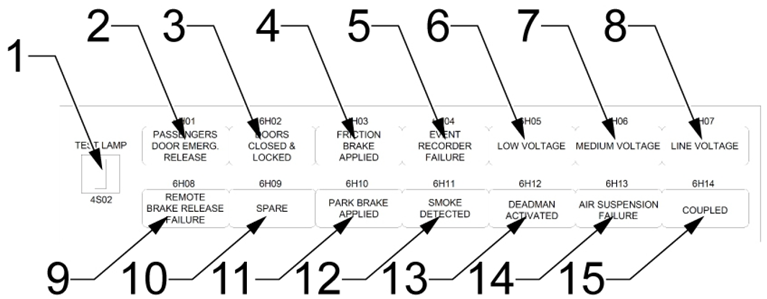 1 2 3 4 5 6 7 8
6H02 6H03 6H05 6H07
TEST LAMP
PASSENGERS DOOR EMERG. RELEASE
DOORS CLOSED & LOCKED
FRICTION BRAKE APPLIED
EVENT RECORDER FAILURE
LOW VOLTAGE
MEDIUM VOLTAGE
LINE VOLTAGE
4S02
6H08 6H09 6H10 6H11 6H12 6H13 6H14
REMOTE BRAKE RELEASE FAILURE
SPARE
PARK BRAKE APPLIED
SMOKE DETECTED
DEADMAN ACTIVATED
AIR SUSPENSION FAILURE
COUPLED
9 10 11 12 13 14 15